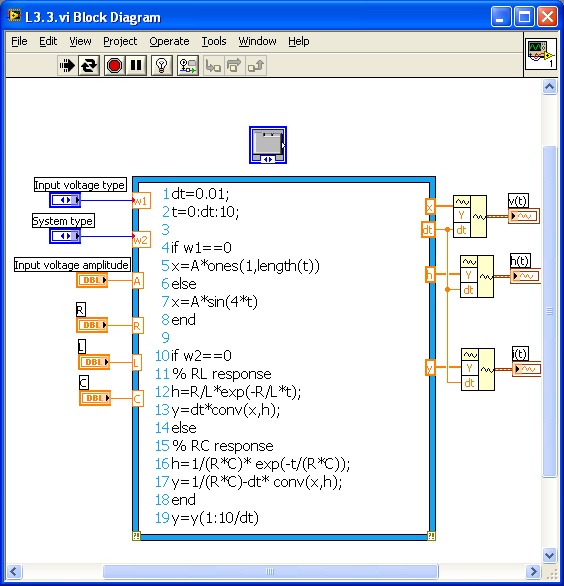 L3.3.vi Block Diagram
File Edit View Project Operate Tools Window Help
1
Input voltage type
w1
System type
w2
Input voltage amplitude
DBL
A
R
DBL
R
L
DBL
L
C
DBL
C
1 dt=0.01;
2 t=0:dt:10;
3
4 if w1==0
5 x=A*ones(1,length(t))
6 else
7 x=A*sin(4*t)
8 end
9
10 if w2==0
11 % RL response
12 h=R/L*exp(-R/L*t);
13 y=dt*conv(x,h);
14 else
15 % RC response
16 h=1/(R*C)* exp(-t/(R*C));
17 y=1/(R*C)-dt* conv(x,h);
18 end
19 y=y(1:10/dt)
x
dt
h
y
Y
dt
v(t)
Y
dt
h(t)
Y
dt
i(t)